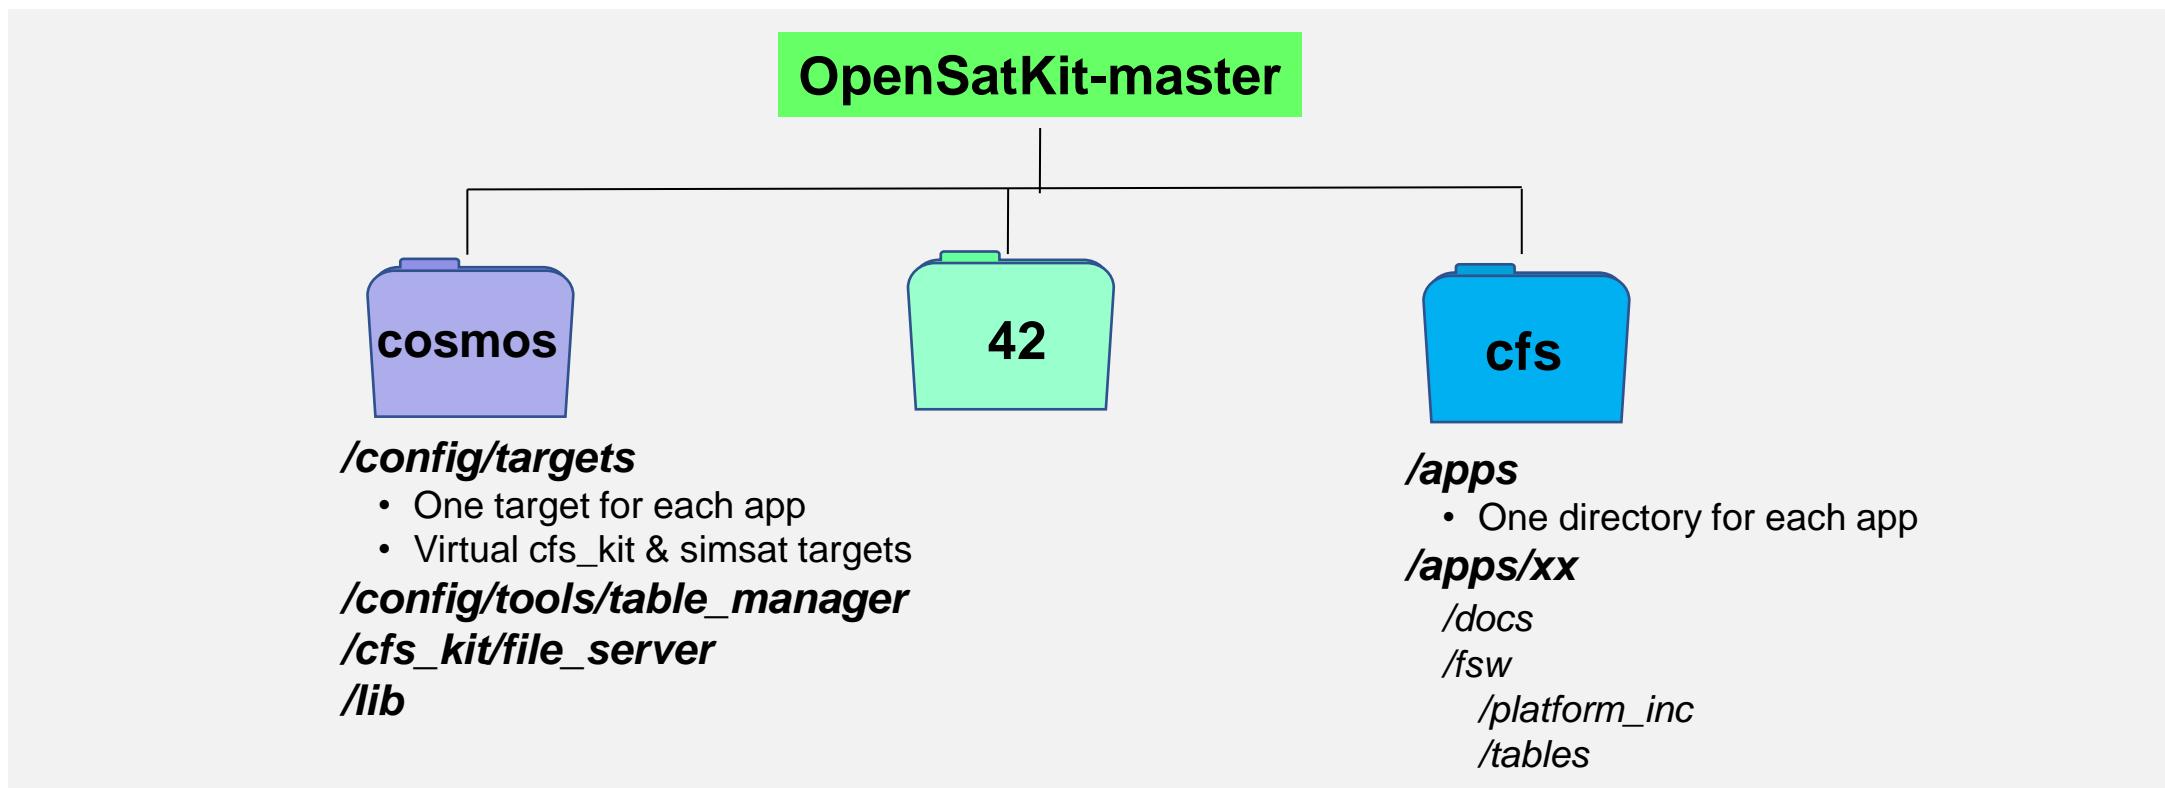 OpenSatKit-master
cosmos
42
cfs
/config/targets
• One target for each app
• Virtual cfs_kit & simsat targets
/config/tools/table_manager
/cfs_kit/file_server
/lib
/apps
• One directory for each app
/apps/xx
/docs
/fsw
/platform_inc
/tables